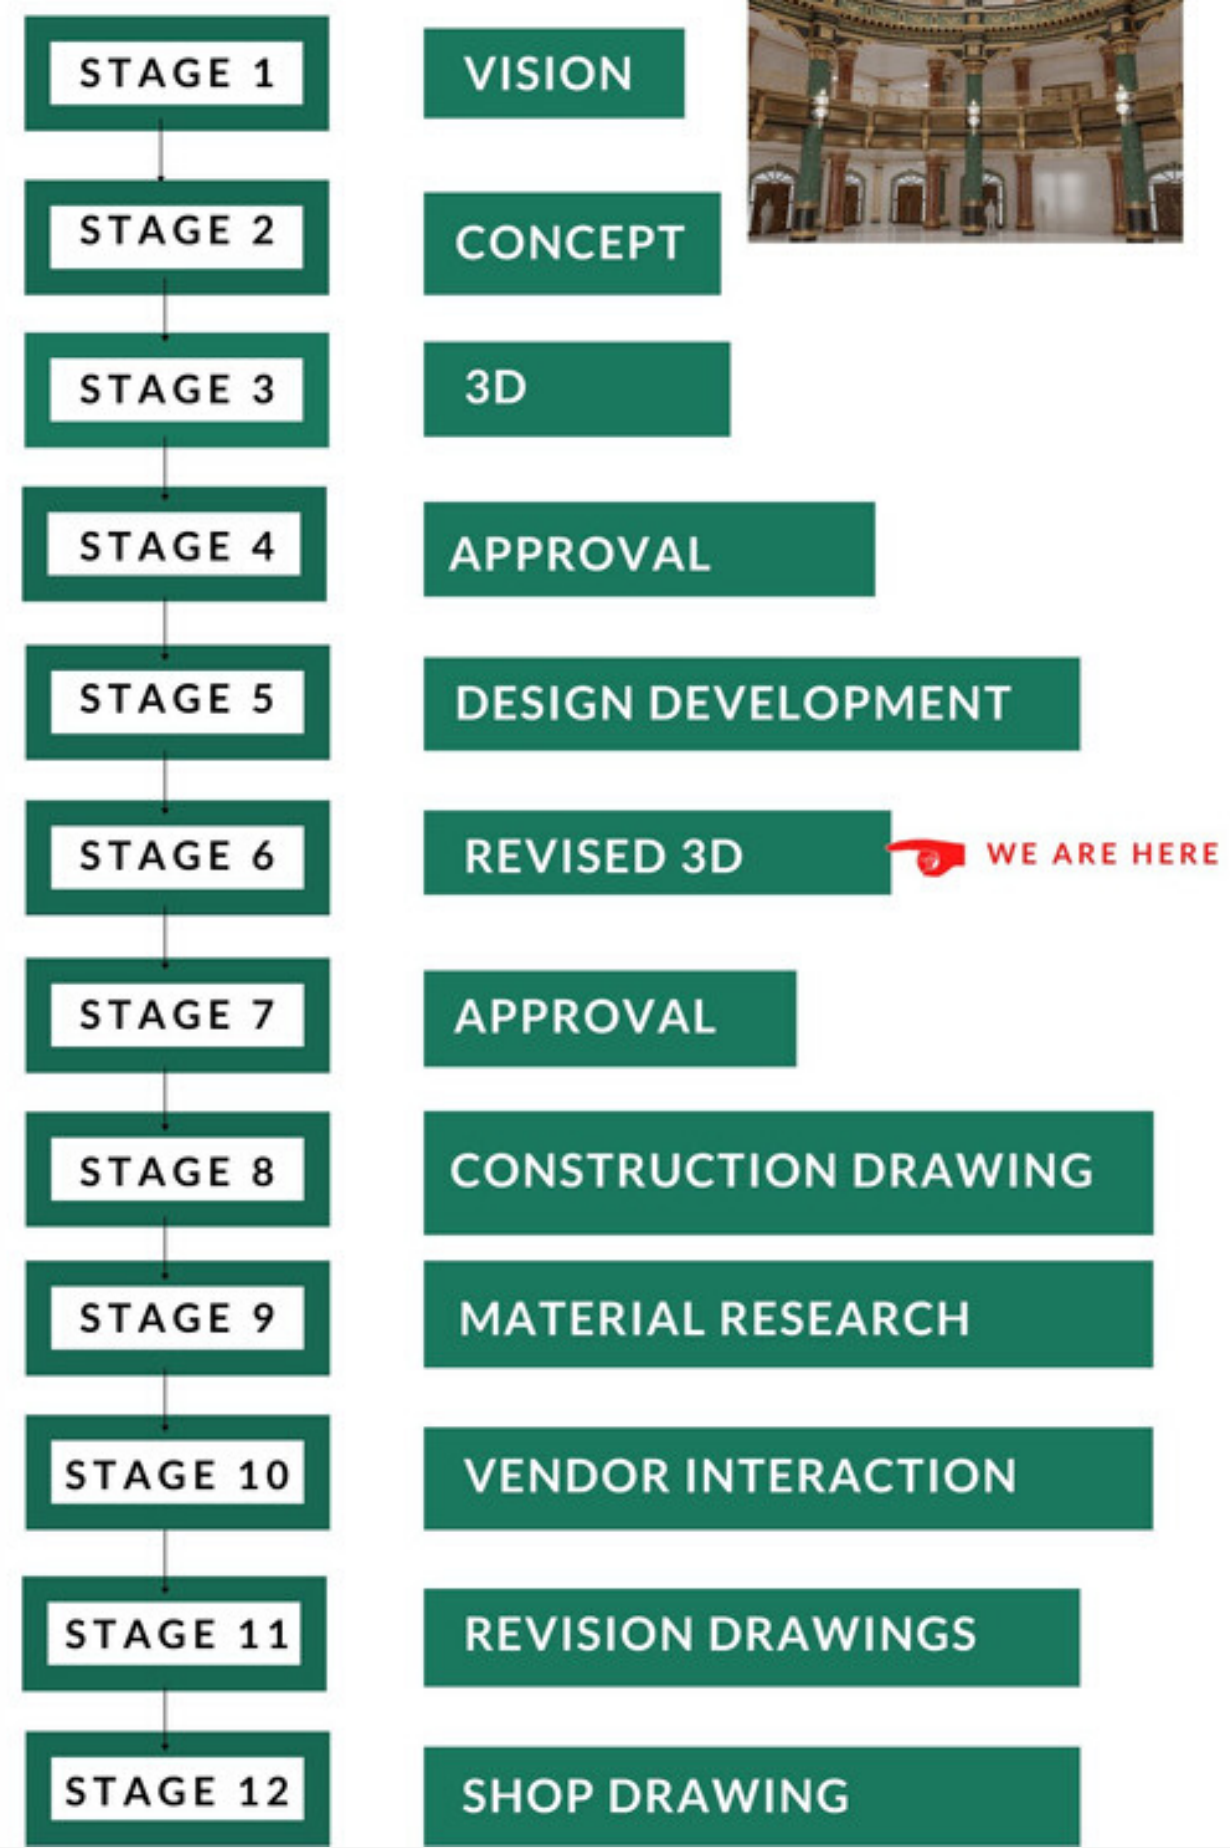 STAGE 1
VISION
STAGE 2
CONCEPT
STAGE 3
3D
STAGE 4
APPROVAL
STAGE 5
DESIGN DEVELOPMENT
STAGE 6
REVISED 3D
WE ARE HERE
STAGE 7
APPROVAL
STAGE 8
CONSTRUCTION DRAWING
STAGE 9
MATERIAL RESEARCH
STAGE 10
VENDOR INTERACTION
STAGE 11
REVISION DRAWINGS
STAGE 12
SHOP DRAWING